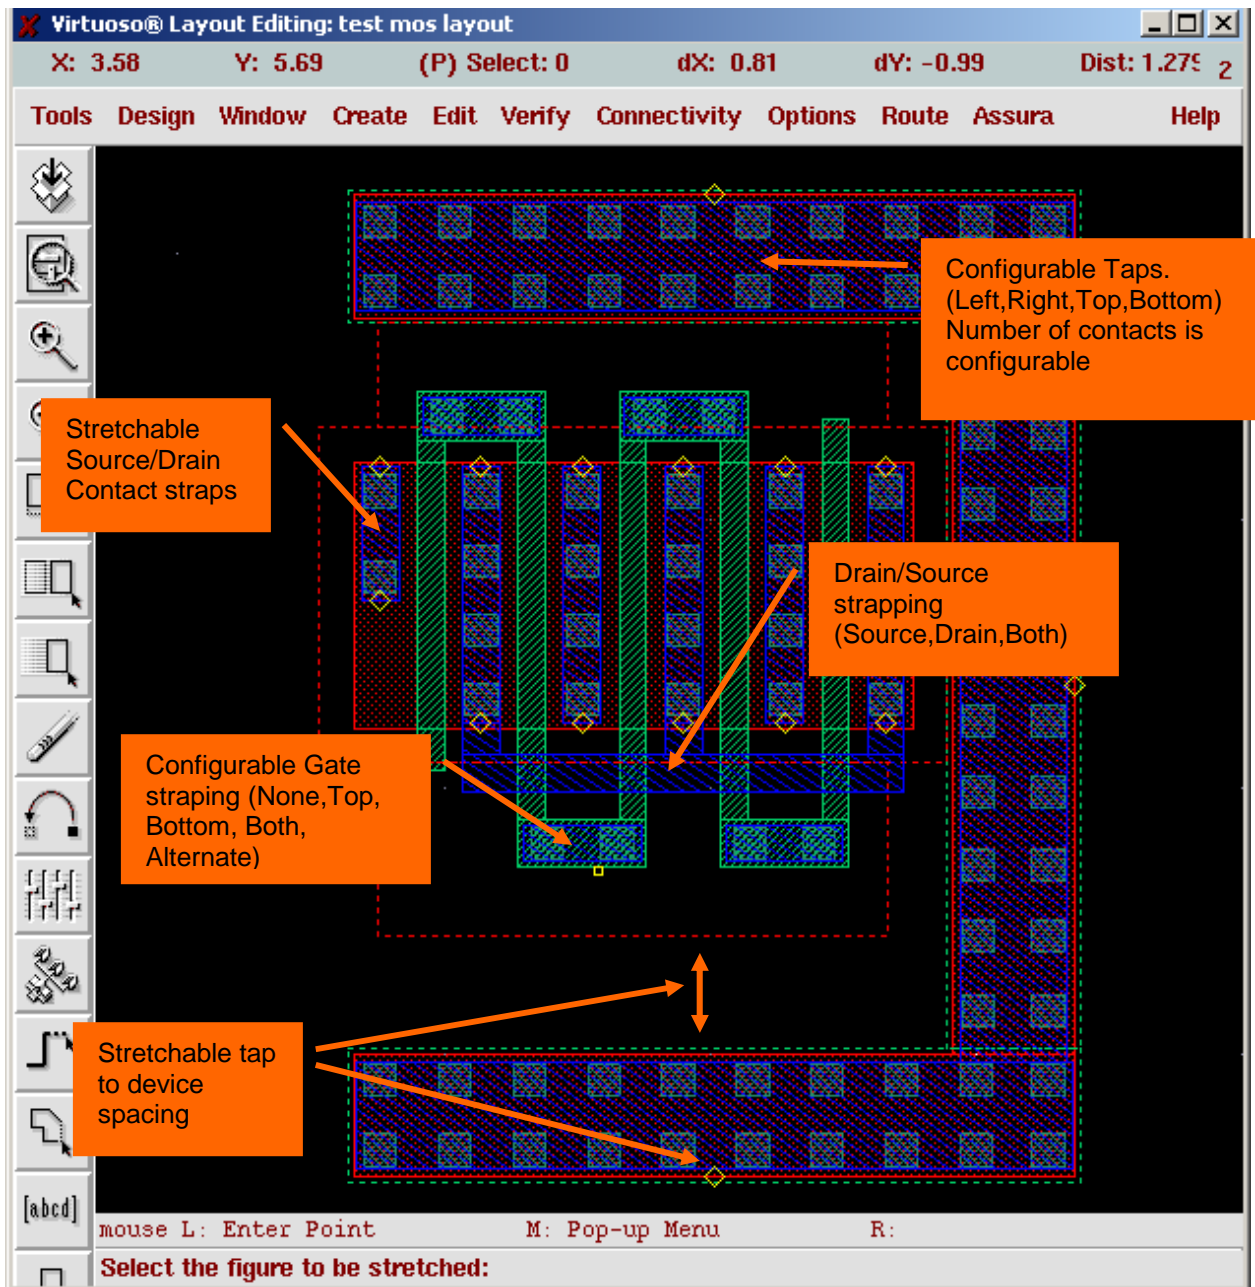 Virtuoso® Layout Editing: test mos layout
X: 3.58 Y: 5.69 (P) Select: 0 dX: 0.81 dY: -0.99 Dist: 1.279 2
Tools Design Window Create Edit Verify Connectivity Options Route Assura Help
Configurable Taps.
(Left,Right,Top,Bottom)
Number of contacts is
configurable
Stretchable
Source/Drain
Contact straps
Drain/Source
strapping
(Source,Drain,Both)
Configurable Gate
straping (None,Top,
Bottom, Both,
Alternate)
Stretchable tap
to device
spacing
[abcd]
mouse L: Enter Point M: Pop-up Menu R:
Select the figure to be stretched: